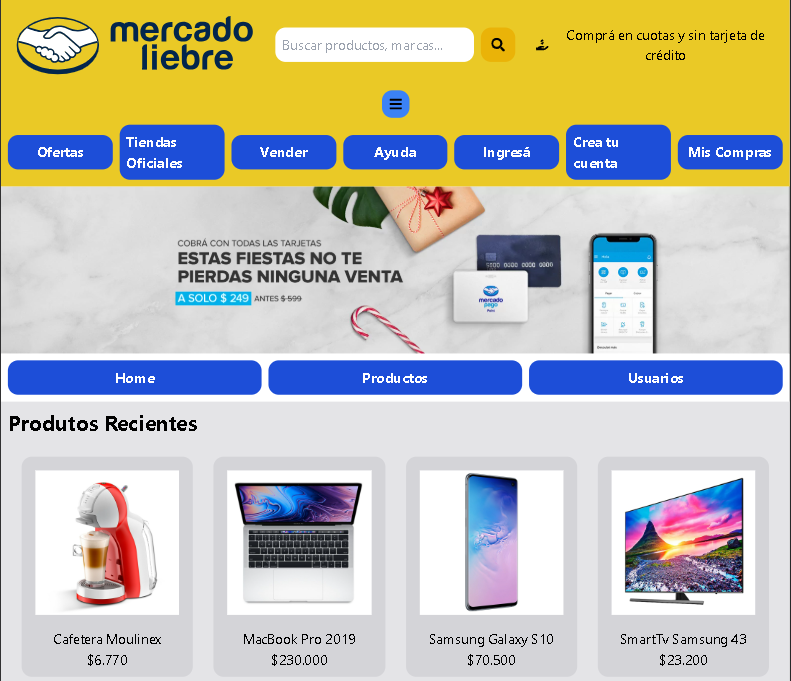 mercado
liebre
Buscar productos, marcas...
Comprá en cuotas y sin tarjeta de
crédito
Ofertas
Tiendas
Oficiales
Vender
Ayuda
Ingresá
Crea tu
cuenta
Mis Compras
COBRÁ CON TODAS LAS TARJETAS
ESTAS FIESTAS NO TE
PIERDAS NINGUNA VENTA
A SOLO $ 249 ANTES $ 599
mercado
pago
Home
Productos
Usuarios
Produtos Recientes
Cafetera Moulinex
$6.770
MacBook Pro 2019
$230.000
Samsung Galaxy S10
$70.500
SmartTv Samsung 43
$23.200